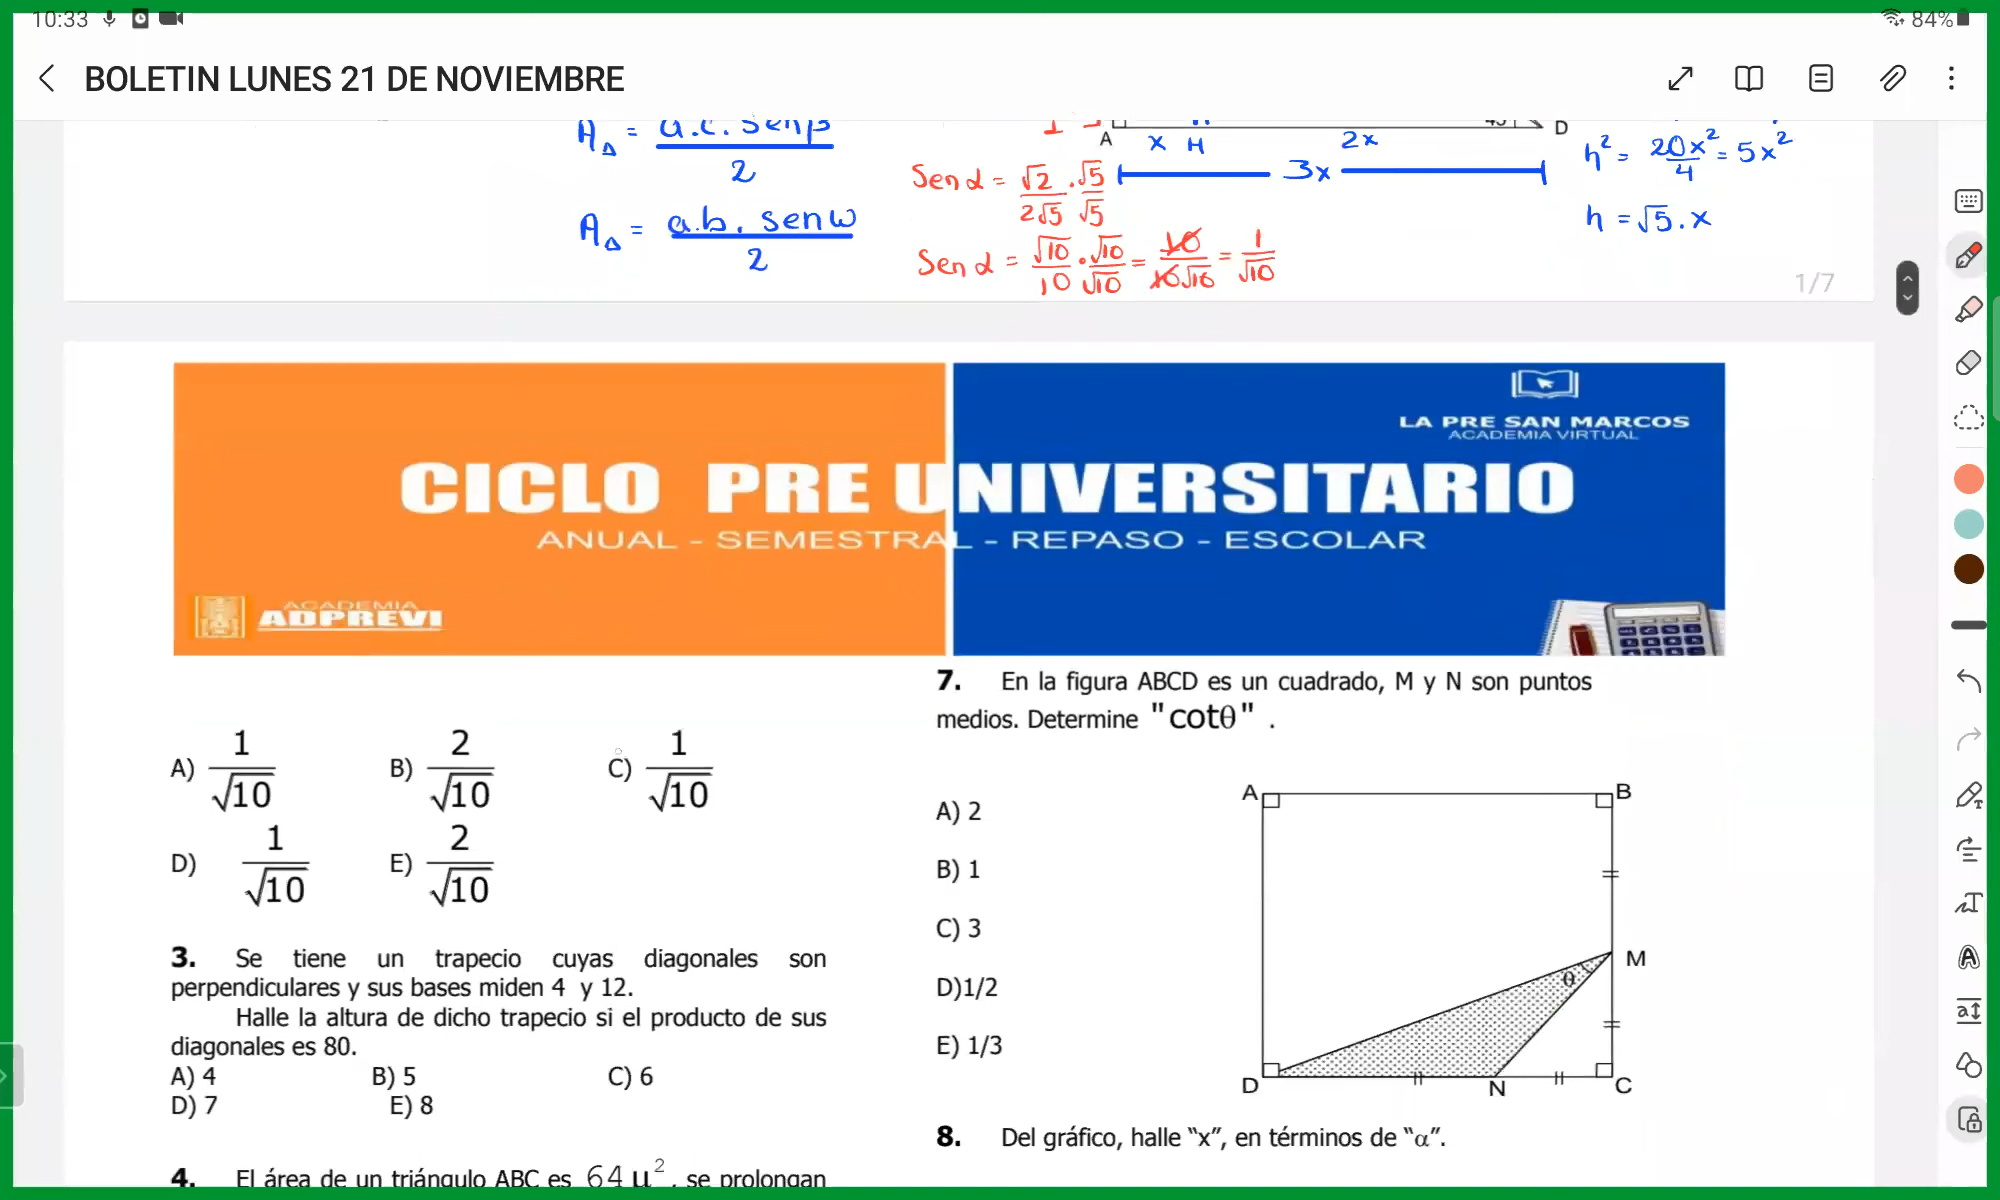 10:33
84%
BOLETIN LUNES 21 DE NOVIEMBRE
A△ = a.c. senβ / 2
A△ = a.b. senω / 2
Sen α = √2/2√5 . √5/√5
Sen α = √10/10 . √10/√10 = 10/10√10 = 1/√10
A x H 2x D
3x
h² = 20x²/4 = 5x²
h = √5 . x
1/7
LA PRE SAN MARCOS
ACADEMIA VIRTUAL
CICLO PRE UNIVERSITARIO
ANUAL - SEMESTRAL - REPASO - ESCOLAR
ACADEMIA
ADPREVI
A) 1/√10 B) 2/√10 C) 1/√10
D) 1/√10 E) 2/√10
3. Se tiene un trapecio cuyas diagonales son
perpendiculares y sus bases miden 4 y 12.
Halle la altura de dicho trapecio si el producto de sus
diagonales es 80.
A) 4 B) 5 C) 6
D) 7 E) 8
4. El área de un triángulo ABC es 64 μ², se prolongan
7. En la figura ABCD es un cuadrado, M y N son puntos
medios. Determine "cotθ" .
A) 2
B) 1
C) 3
D)1/2
E) 1/3
A B
M
θ
D N C
8. Del gráfico, halle “x”, en términos de “α”.